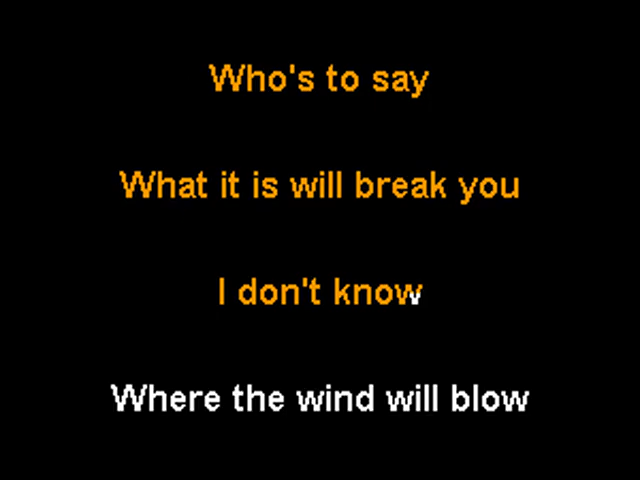 Who's to say
What it is will break you
I don't know
Where the wind will blow